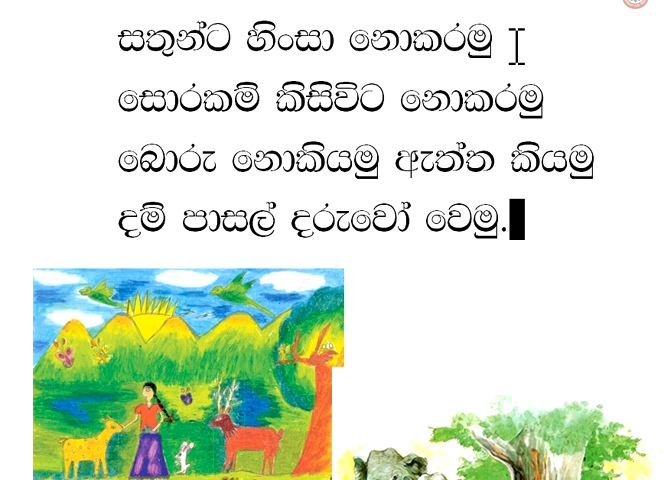 සතුන්ට හිංසා නොකරමු
සොරකම් කිසිවිට නොකරමු
බොරු නොකියමු ඇත්ත කියමු
දම් පාසල් දරුවෝ වෙමු.